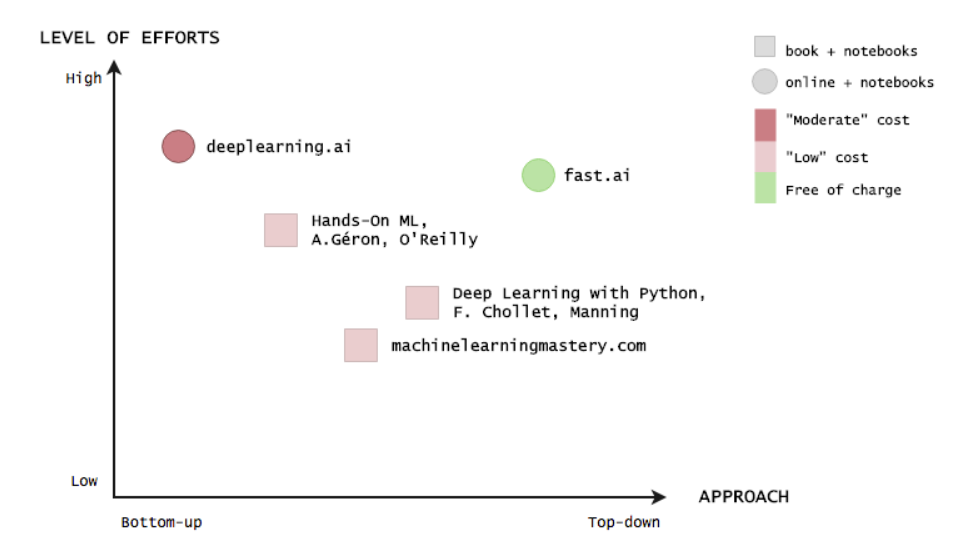 LEVEL OF EFFORTS
High
book + notebooks
online + notebooks
"Moderate" cost
"Low" cost
Free of charge
deeplearning.ai
fast.ai
Hands-On ML,
A.Géron, O'Reilly
Deep Learning with Python,
F. Chollet, Manning
machinelearningmastery.com
Low
APPROACH
Bottom-up
Top-down